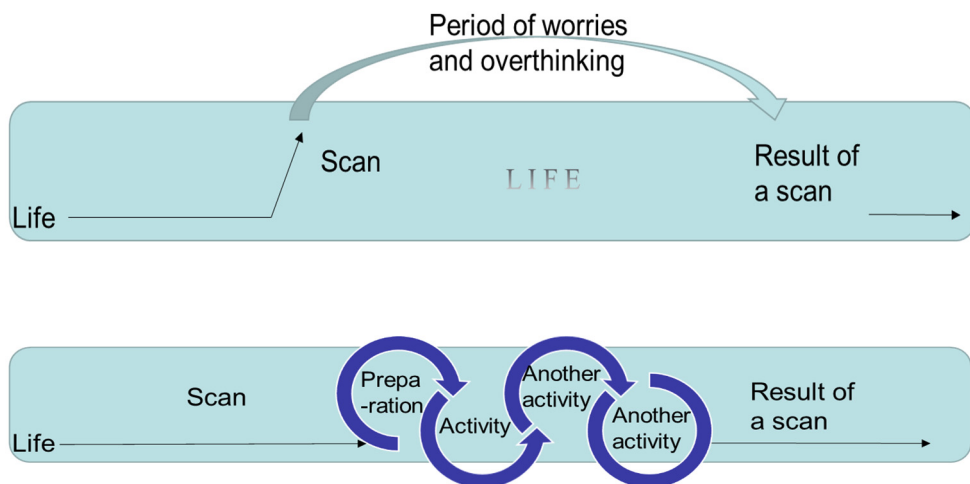 Period of worries
and overthinking
Scan
LIFE
Result of
a scan
Life
Scan
Prepa
-ration
Activity
Another
activity
Another
activity
Result of
a scan
Life